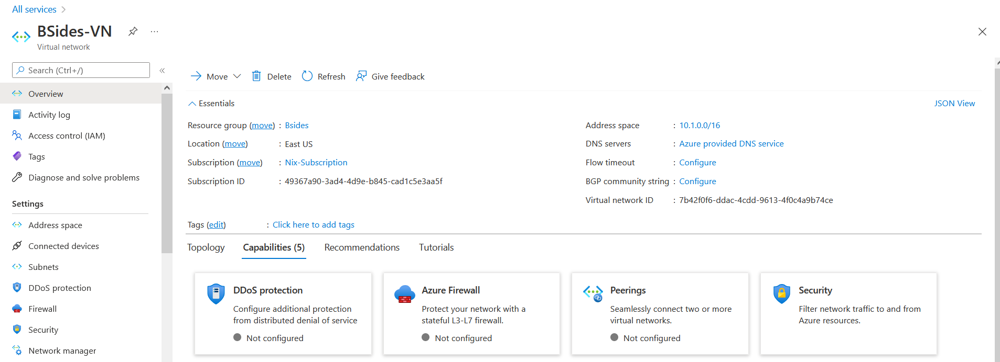 All services
BSides-VN
Virtual network
Search (Ctrl+/)
Overview
Activity log
Access control (IAM)
Tags
Diagnose and solve problems
Settings
Address space
Connected devices
Subnets
DDoS protection
Firewall
Security
Network manager
Move
Delete
Refresh
Give feedback
Essentials
JSON View
Resource group (move) : Bsides
Location (move) : East US
Subscription (move) : Nix-Subscription
Subscription ID : 49367a90-3ad4-4d9e-b845-cad1c5e3aa5f
Address space : 10.1.0.0/16
DNS servers : Azure provided DNS service
Flow timeout : Configure
BGP community string : Configure
Virtual network ID : 7b42f0f6-ddac-4cdd-9613-4f0c4a9b74ce
Tags (edit) : Click here to add tags
Topology
Capabilities (5)
Recommendations
Tutorials
DDoS protection
Configure additional protection
from distributed denial of service
Not configured
Azure Firewall
Protect your network with a
stateful L3-L7 firewall.
Not configured
Peerings
Seamlessly connect two or more
virtual networks.
Not configured
Security
Filter network traffic to and from
Azure resources.